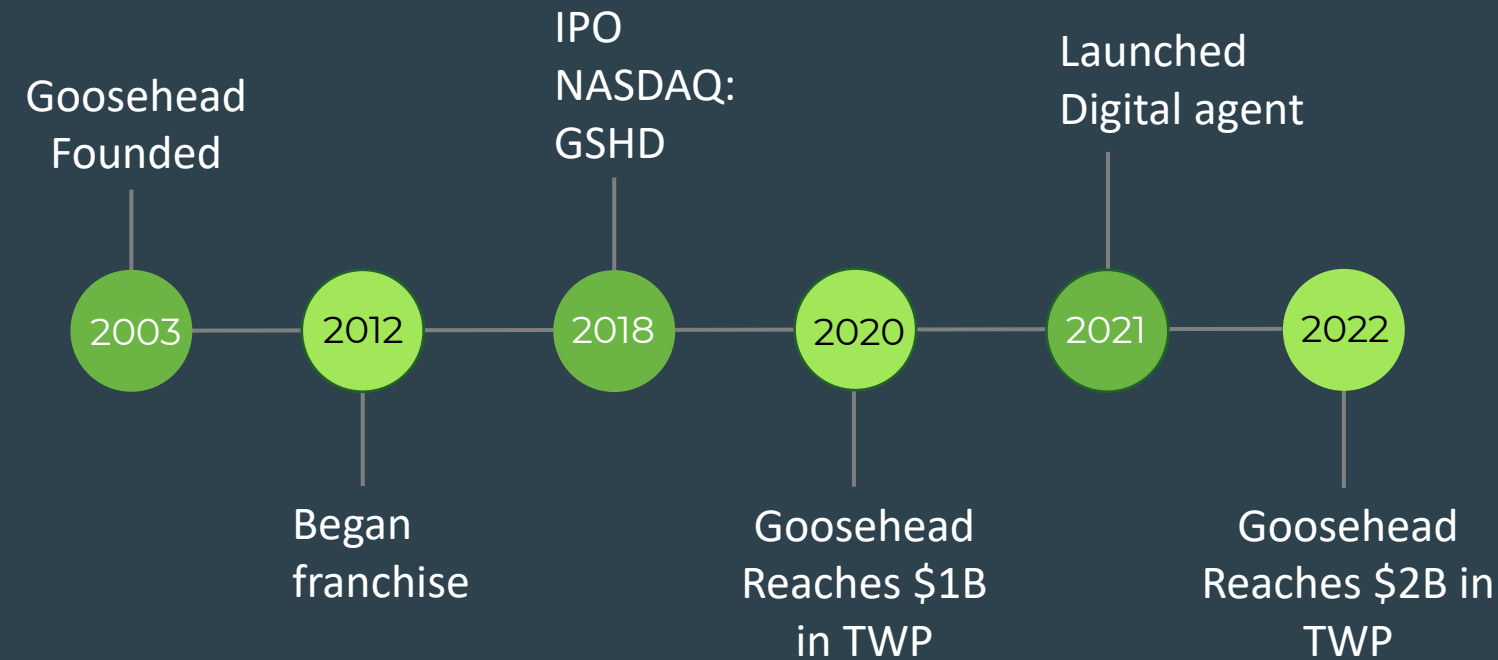 Goosehead
Founded
IPO
NASDAQ:
GSHD
Launched
Digital agent
2003
2012
2018
2020
2021
2022
Began
franchise
Goosehead
Reaches $1B
in TWP
Goosehead
Reaches $2B in
TWP